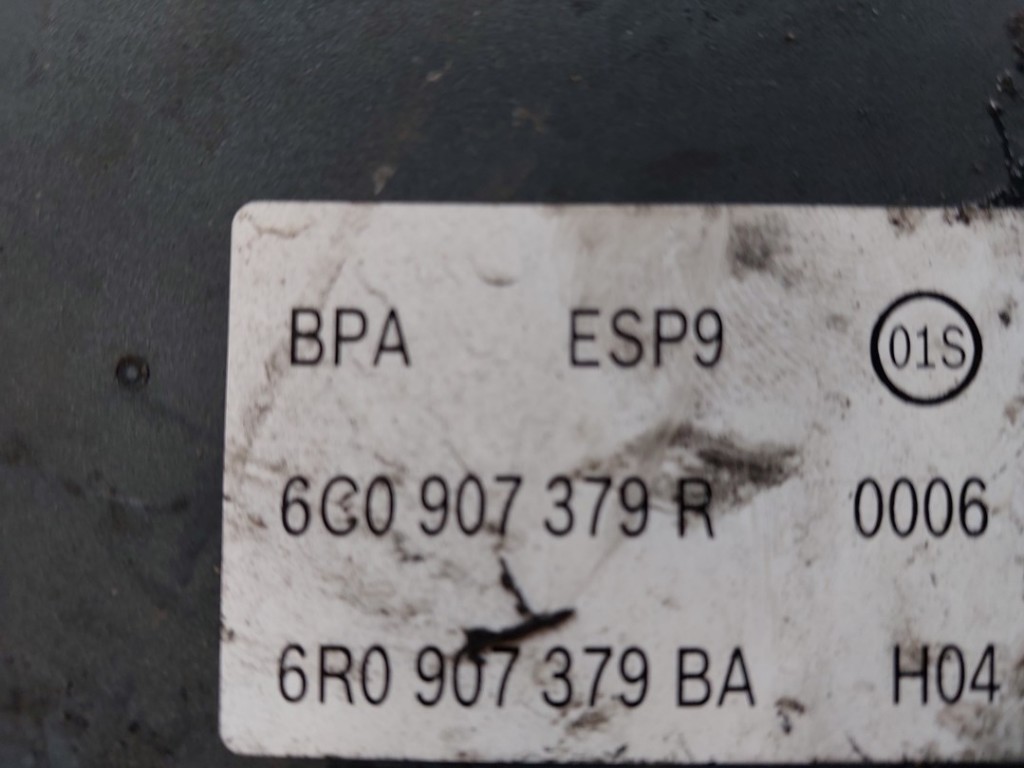 BPA ESP9 01S
6C0 907 379 R 0006
6R0 907 379 BA H04